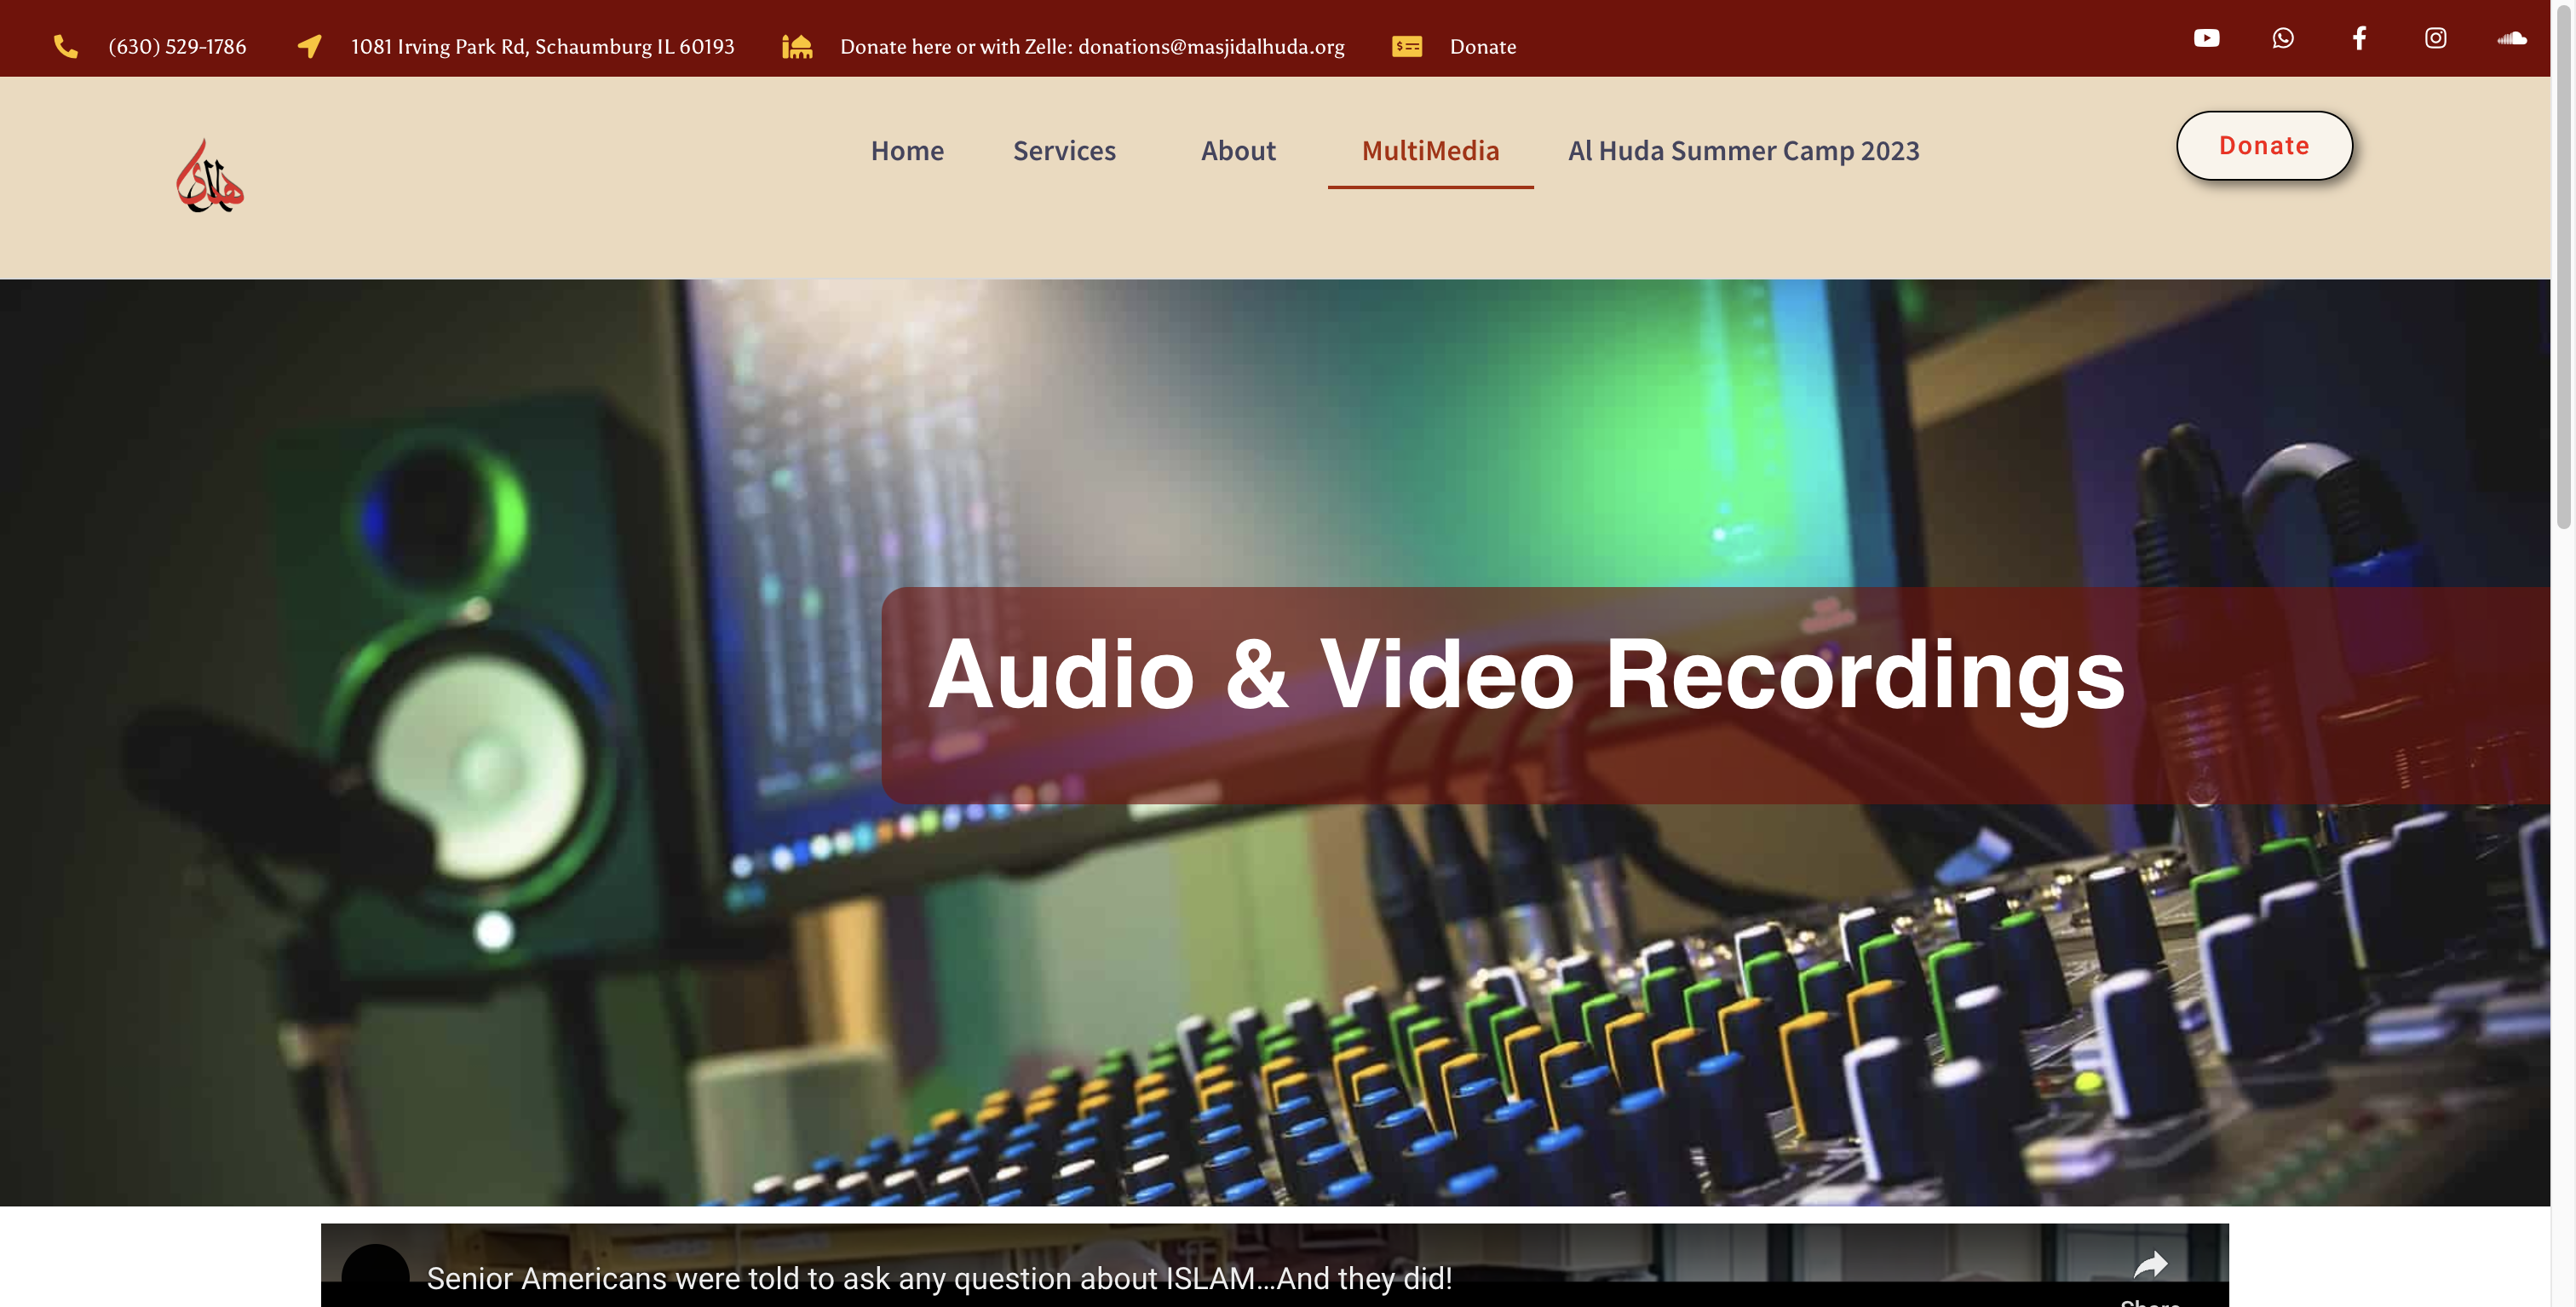 (630) 529-1786 1081 Irving Park Rd, Schaumburg IL 60193 Donate here or with Zelle: donations@masjidalhuda.org Donate
الهدى
Home Services About MultiMedia Al Huda Summer Camp 2023 Donate
Audio & Video Recordings
Senior Americans were told to ask any question about ISLAM...And they did!
Share